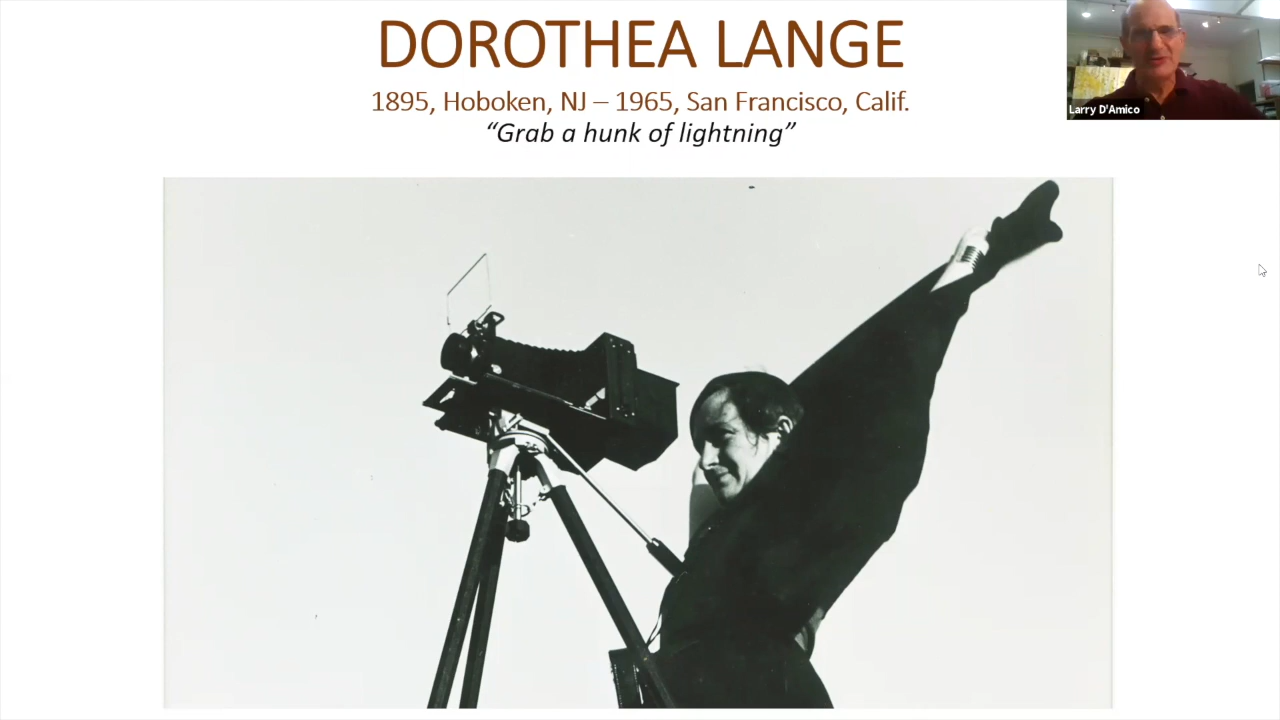 DOROTHEA LANGE
1895, Hoboken, NJ – 1965, San Francisco, Calif.
“Grab a hunk of lightning”
Larry D'Amico